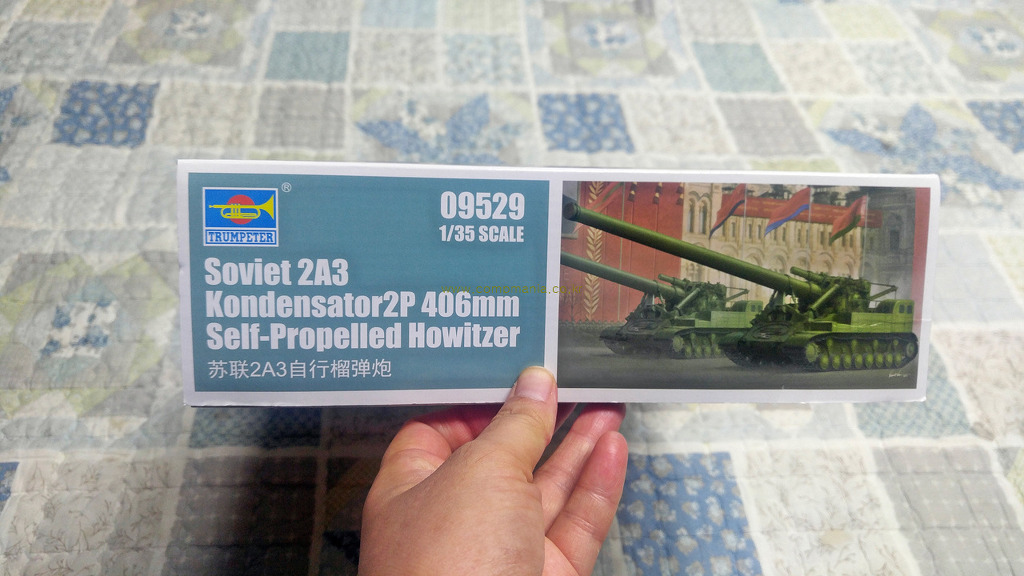 TRUMPETER
®
09529
1/35 SCALE
Soviet 2A3
Kondensator2P 406mm
Self-Propelled Howitzer
苏联2A3自行榴弹炮